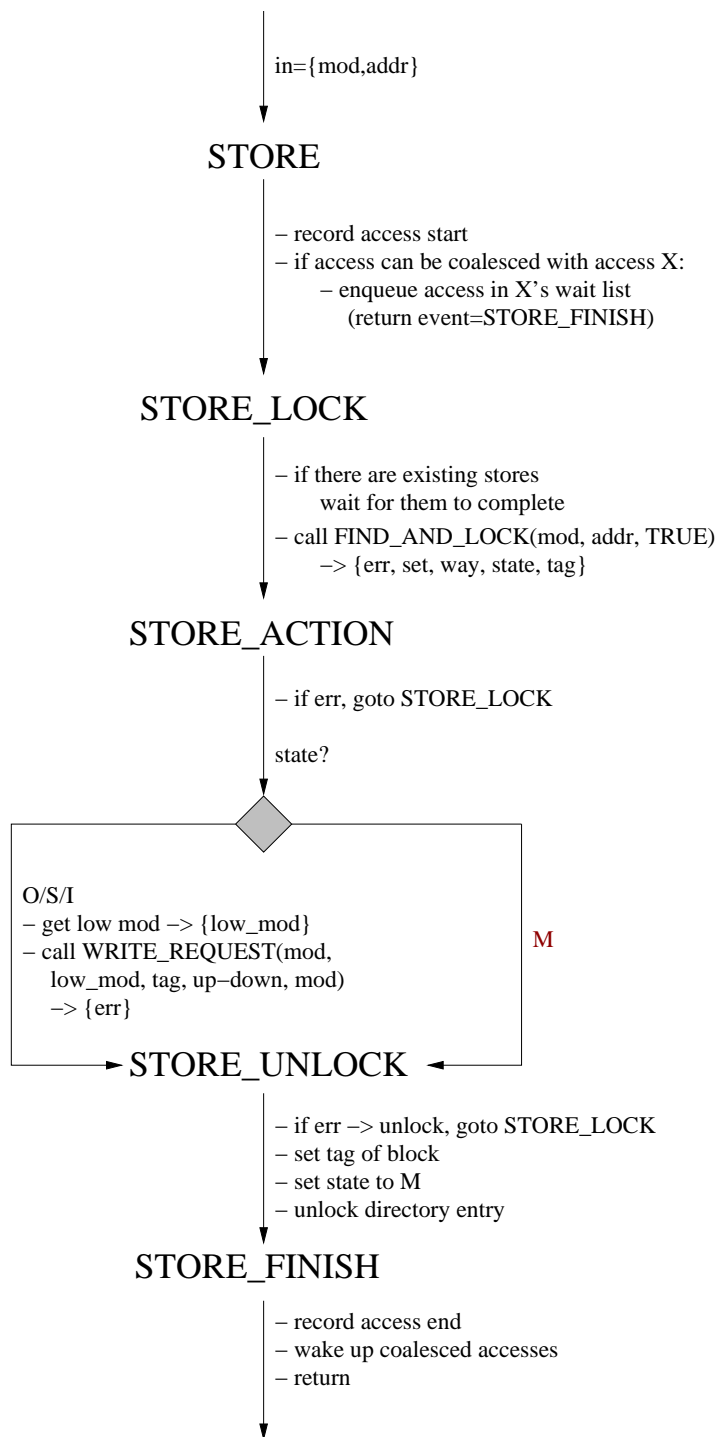 in={mod,addr}
STORE
− record access start
− if access can be coalesced with access X:
− enqueue access in X's wait list
(return event=STORE_FINISH)
STORE_LOCK
− if there are existing stores
wait for them to complete
− call FIND_AND_LOCK(mod, addr, TRUE)
−> {err, set, way, state, tag}
STORE_ACTION
− if err, goto STORE_LOCK
state?
O/S/I
− get low mod −> {low_mod}
− call WRITE_REQUEST(mod,
low_mod, tag, up−down, mod)
−> {err}
M
STORE_UNLOCK
− if err −> unlock, goto STORE_LOCK
− set tag of block
− set state to M
− unlock directory entry
STORE_FINISH
− record access end
− wake up coalesced accesses
− return